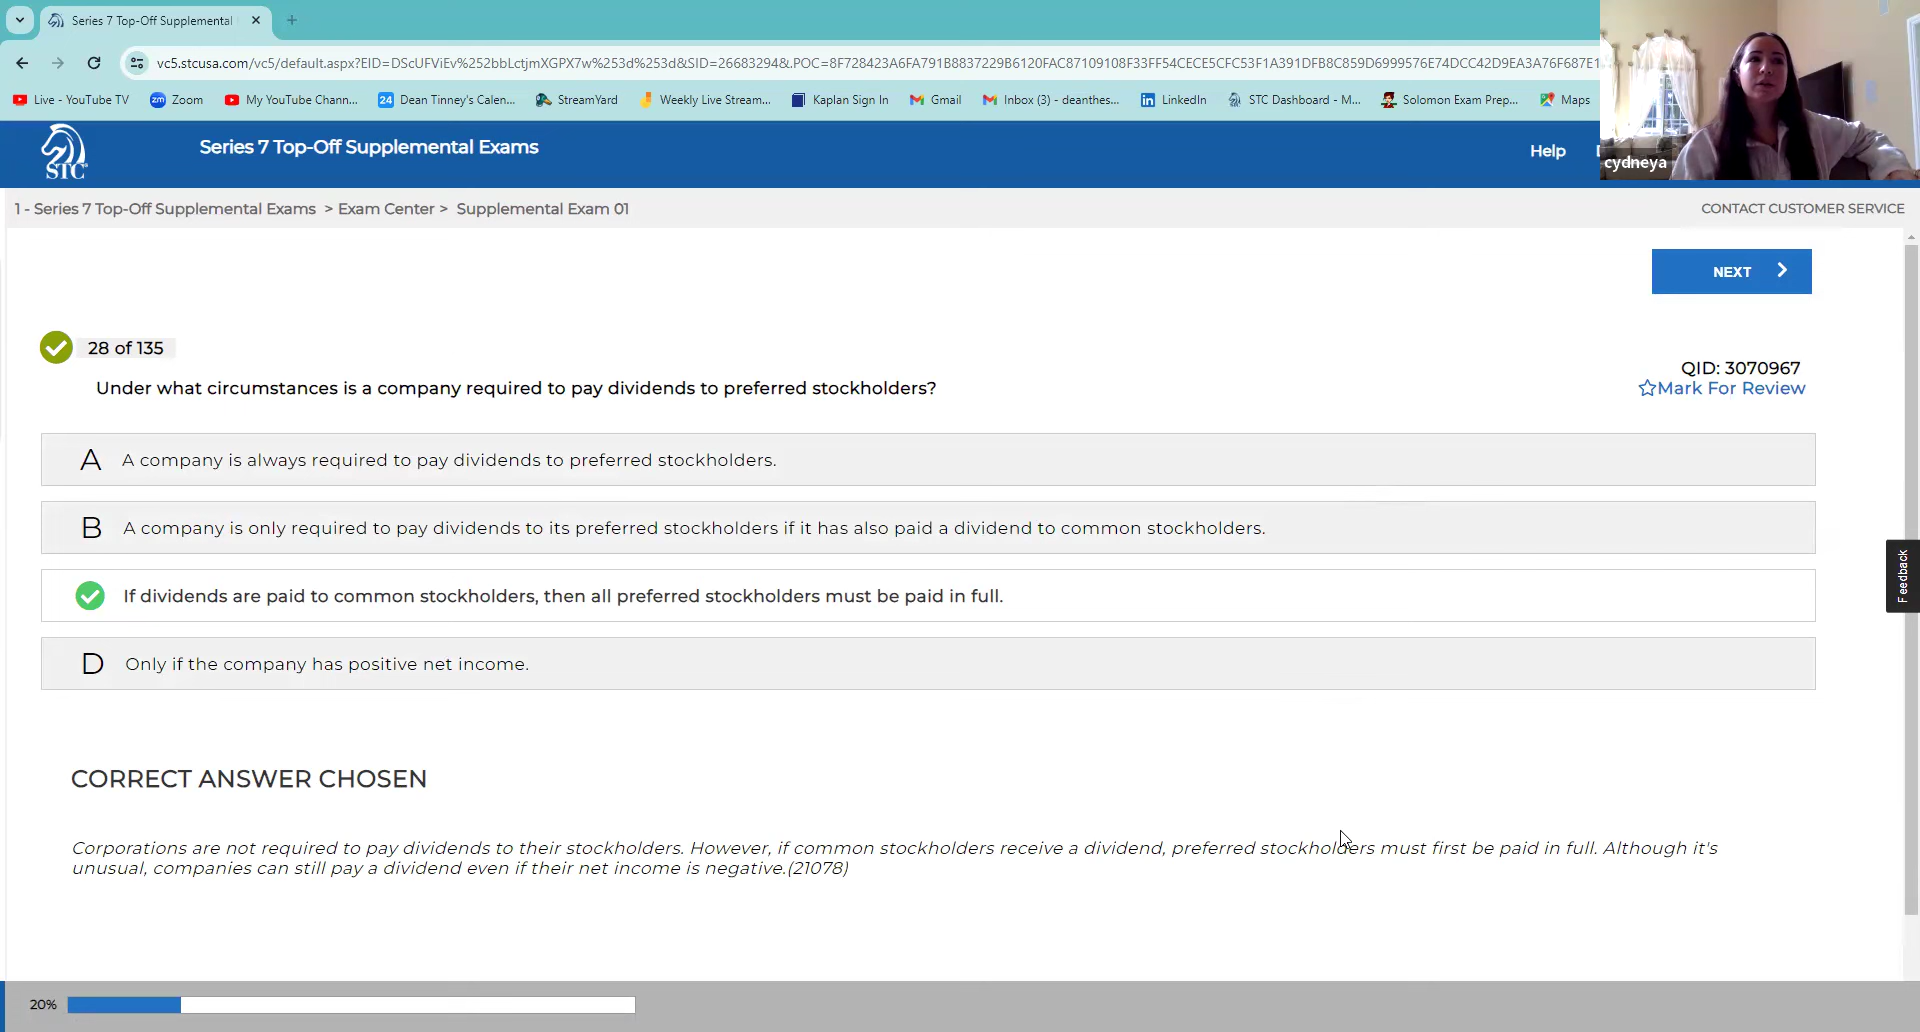 Series 7 Top-Off Supplemental
vc5.stcusa.com/vc5/default.aspx?EID=DScUFViEv%252bbLctjmXGPX7w%253d%253d&SID=26683294&.POC=8F728423A6FA791B8837229B6120FAC87109108F33FF54CECE5CFC53F1A391DFB8C859D6999576E74DCC42D9EA3A76F687E1
Live - YouTube TV
Zoom
My YouTube Chann...
24 Dean Tinney's Calen...
StreamYard
Weekly Live Stream...
Kaplan Sign In
Gmail
Inbox (3) - deanthes...
LinkedIn
STC Dashboard - M...
Solomon Exam Prep...
Maps
STC
Series 7 Top-Off Supplemental Exams
Help
cydneya
1 - Series 7 Top-Off Supplemental Exams > Exam Center > Supplemental Exam 01
CONTACT CUSTOMER SERVICE
NEXT
28 of 135
QID: 3070967
Under what circumstances is a company required to pay dividends to preferred stockholders?
Mark For Review
A A company is always required to pay dividends to preferred stockholders.
B A company is only required to pay dividends to its preferred stockholders if it has also paid a dividend to common stockholders.
If dividends are paid to common stockholders, then all preferred stockholders must be paid in full.
D Only if the company has positive net income.
Feedback
CORRECT ANSWER CHOSEN
Corporations are not required to pay dividends to their stockholders. However, if common stockholders receive a dividend, preferred stockholders must first be paid in full. Although it's
unusual, companies can still pay a dividend even if their net income is negative.(21078)
20%